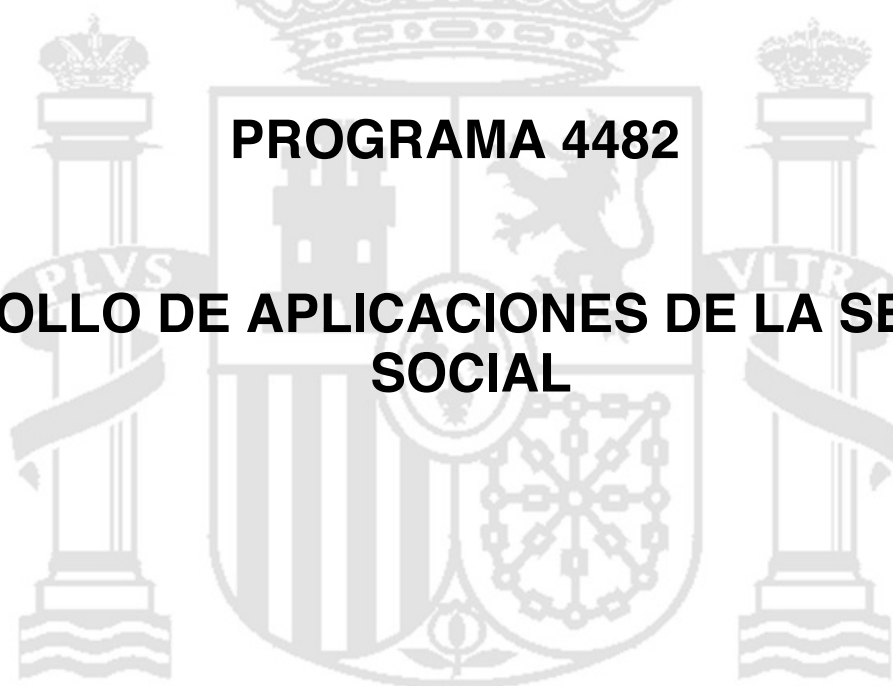 PROGRAMA 4482
PLVS
VLTR
OLLO DE APLICACIONES DE LA SE
SOCIAL